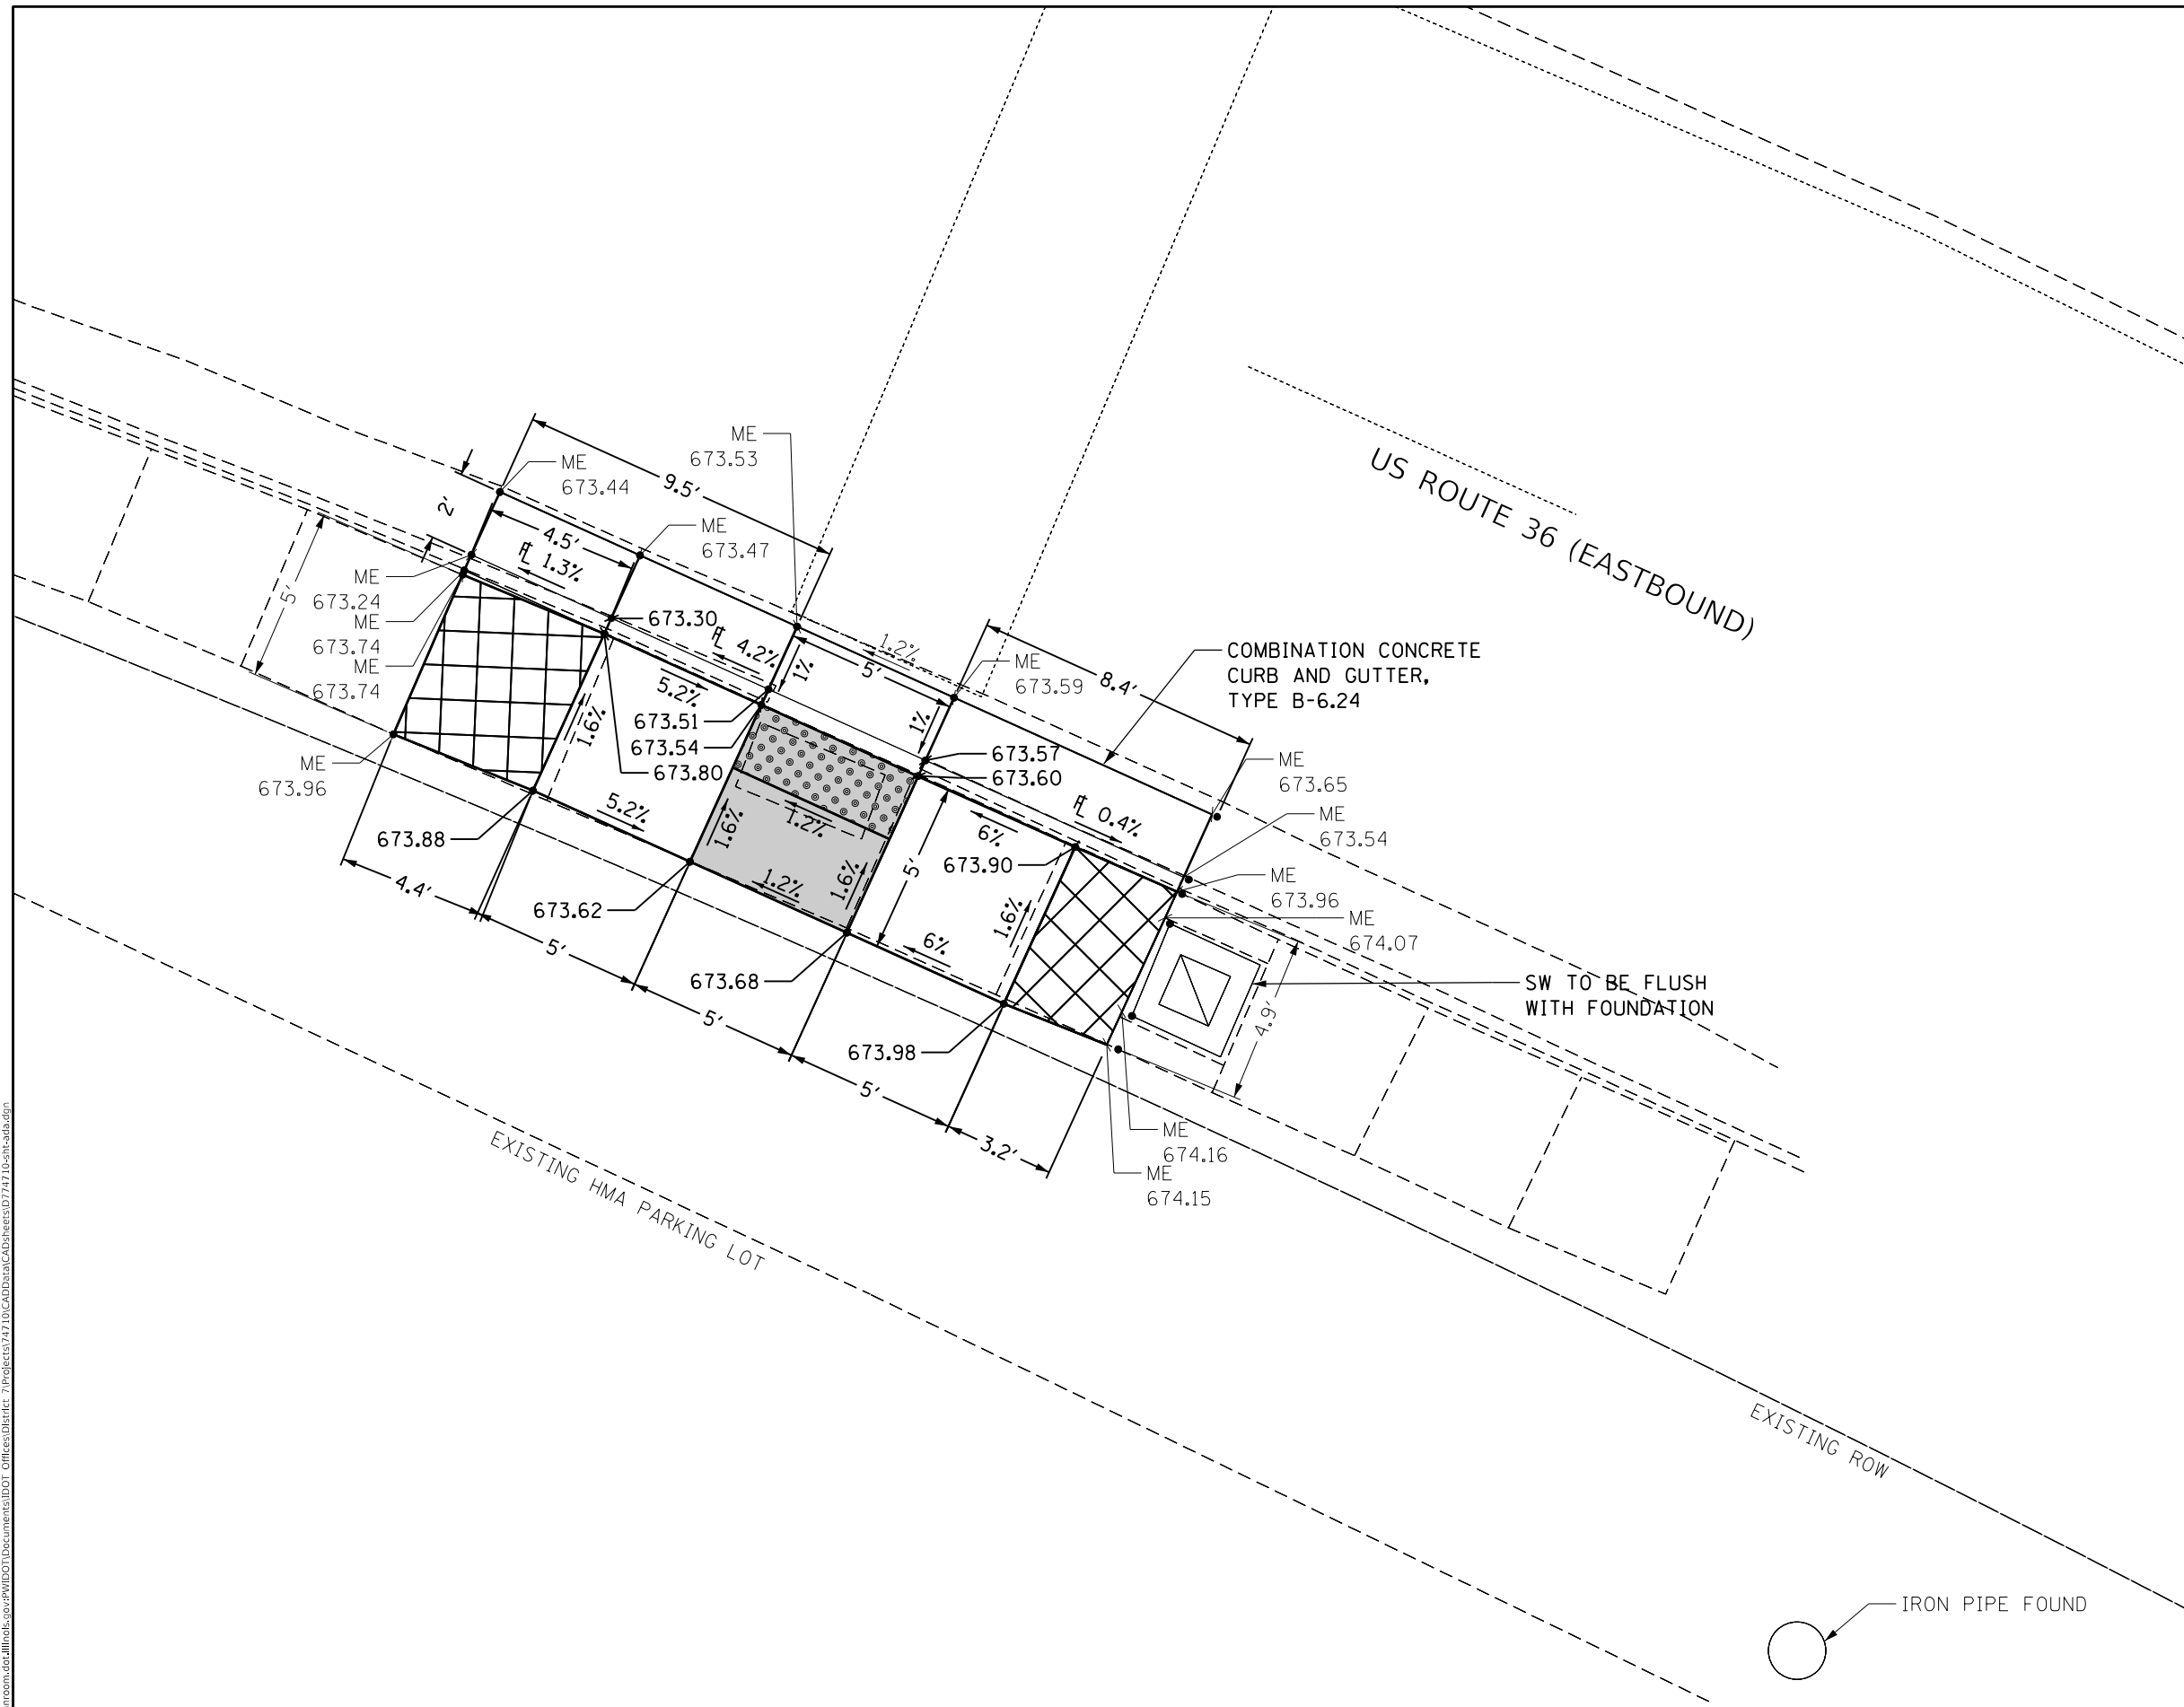 US ROUTE 36 (EASTBOUND)
ME
673.53
ME
673.44
9.5'
2'
4.5'
ME
673.47
℄ 1.3%
ME
673.24
ME
673.74
ME
673.74
5'
673.30
℄ 4.2%
1%
5'
1.2%
ME
673.59
8.4'
COMBINATION CONCRETE
CURB AND GUTTER,
TYPE B-6.24
5.2%
673.51
673.54
673.80
1.6%
1%
673.57
673.60
ME
673.65
ME
673.54
ME
673.96
673.88
5.2%
1.6%
1.2%
1.2%
1.6%
6%
℄ 0.4%
673.90
5'
ME
673.96
ME
674.07
4.4'
673.62
5'
673.68
6%
1.6%
SW TO BE FLUSH
WITH FOUNDATION
4.9'
5'
673.98
5'
3.2'
ME
674.16
ME
674.15
EXISTING HMA PARKING LOT
EXISTING ROW
IRON PIPE FOUND